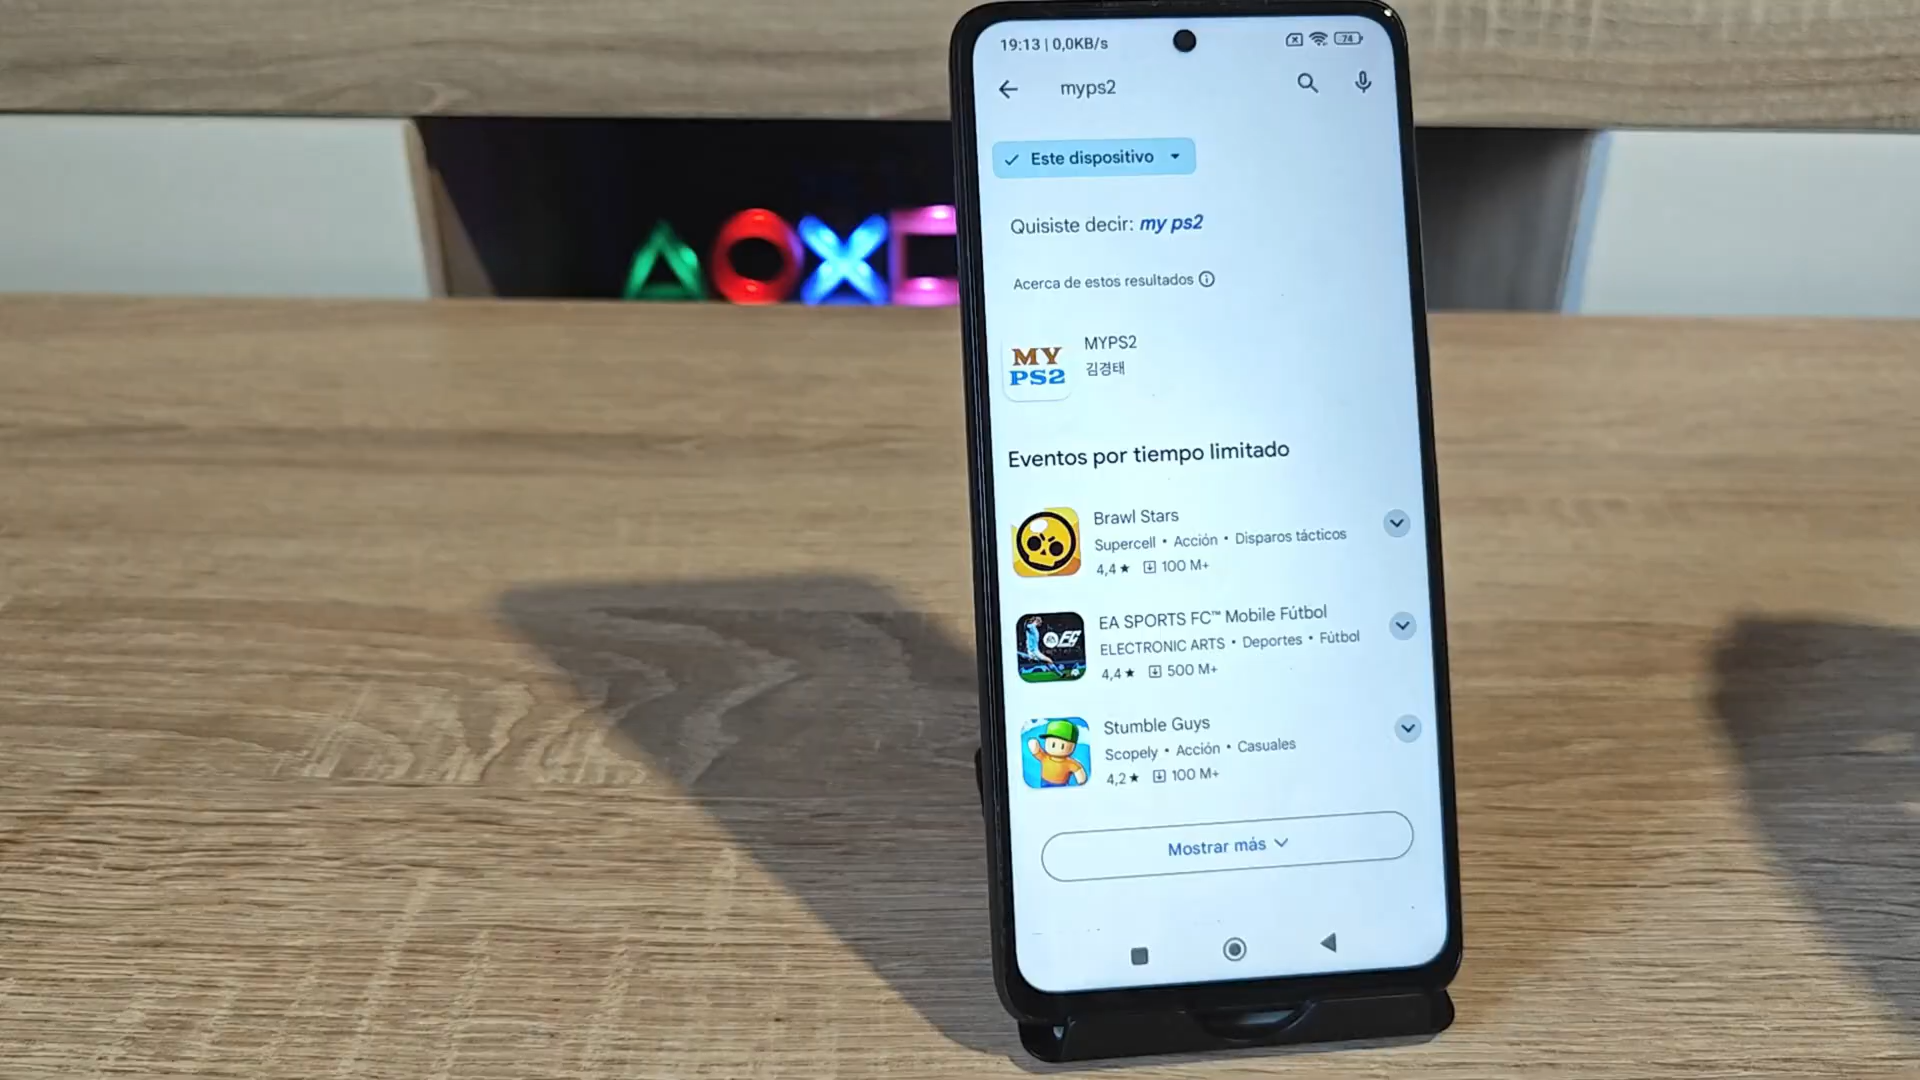 19:13 | 0,0KB/s
74
myps2
Este dispositivo
Quisiste decir: my ps2
Acerca de estos resultados
MY
PS2
MYPS2
김경태
Eventos por tiempo limitado
Brawl Stars
Supercell • Acción • Disparos tácticos
4,4★ 100 M+
EA SPORTS FC™ Mobile Fútbol
ELECTRONIC ARTS • Deportes • Fútbol
4,4★ 500 M+
FC
Stumble Guys
Scopely • Acción • Casuales
4,2★ 100 M+
Mostrar más